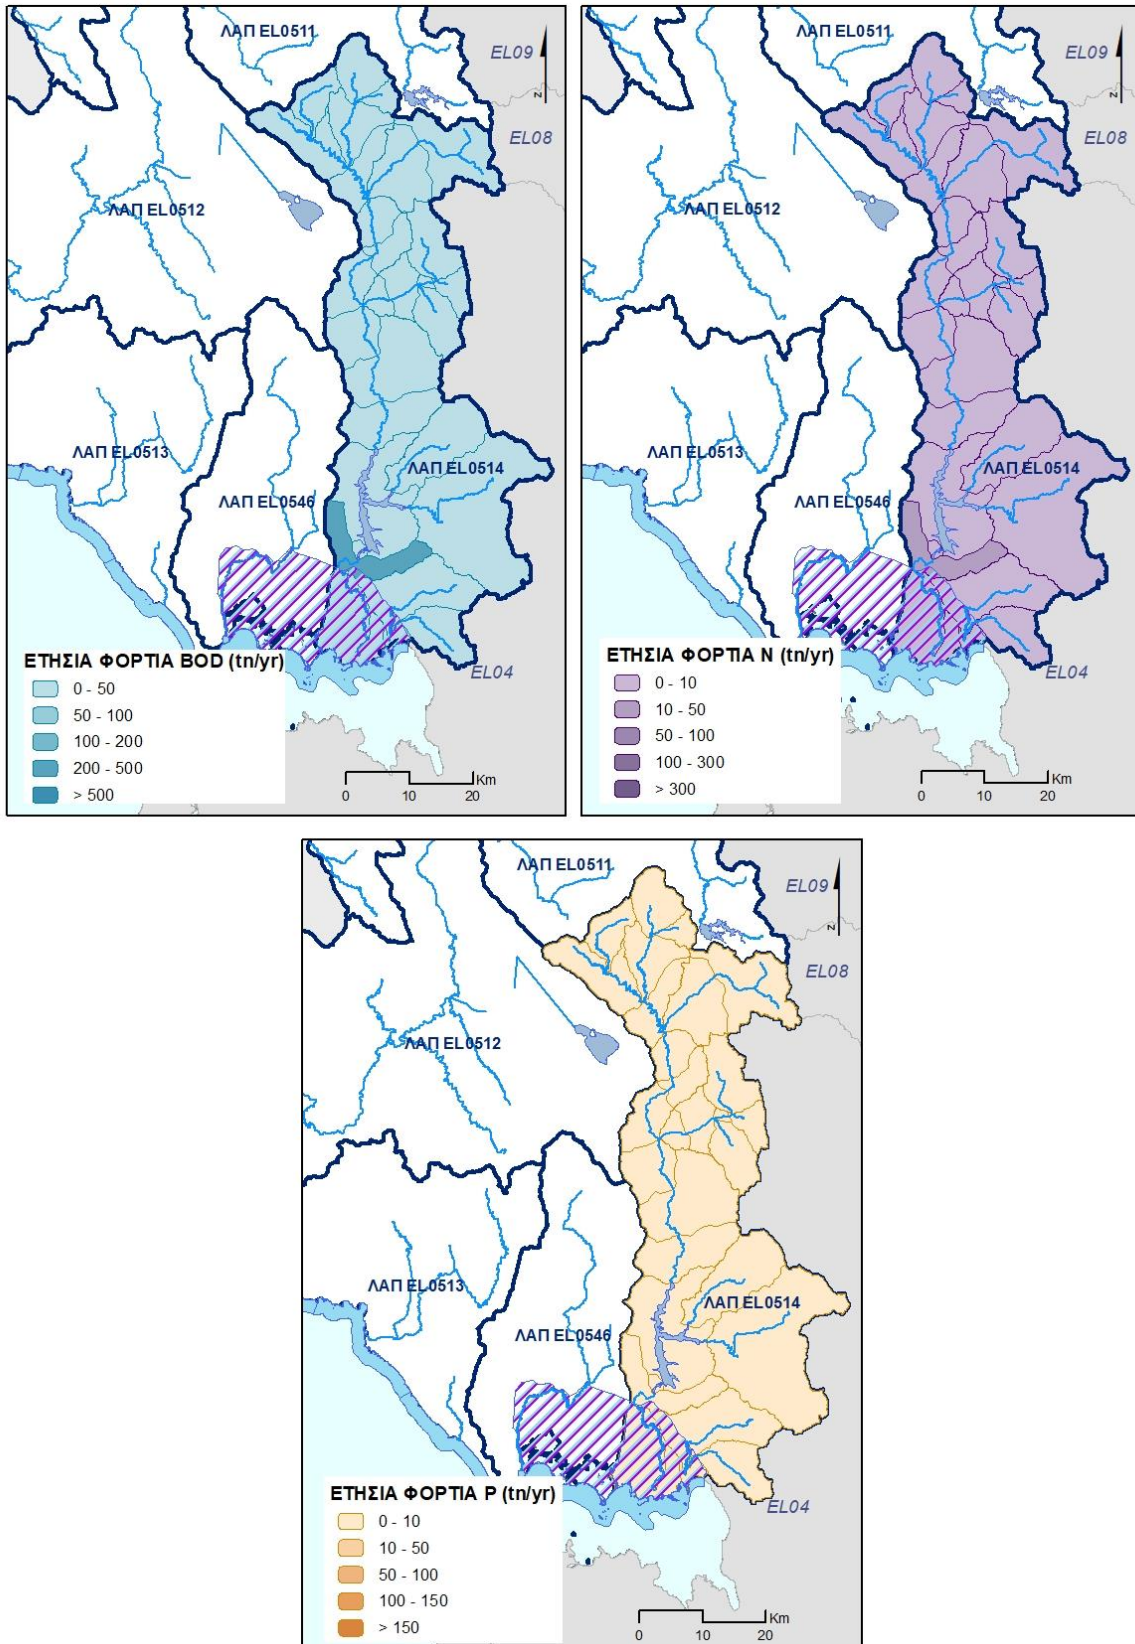 ΛΑΠ EL0511
EL09
N
EL08
ΛΑΠ EL0512
ΛΑΠ EL0513
ΛΑΠ EL0514
ΛΑΠ EL0546
EL04
ΕΤΗΣΙΑ ΦΟΡΤΙΑ BOD (tn/yr)
0 - 50
50 - 100
100 - 200
200 - 500
> 500
Km
0 10 20
ΛΑΠ EL0511
EL09
N
EL08
ΛΑΠ EL0512
ΛΑΠ EL0513
ΛΑΠ EL0514
ΛΑΠ EL0546
EL04
ΕΤΗΣΙΑ ΦΟΡΤΙΑ N (tn/yr)
0 - 10
10 - 50
50 - 100
100 - 300
> 300
Km
0 10 20
ΛΑΠ EL0511
EL09
N
EL08
ΛΑΠ EL0512
ΛΑΠ EL0513
ΛΑΠ EL0514
ΛΑΠ EL0546
EL04
ΕΤΗΣΙΑ ΦΟΡΤΙΑ P (tn/yr)
0 - 10
10 - 50
50 - 100
100 - 150
> 150
Km
0 10 20